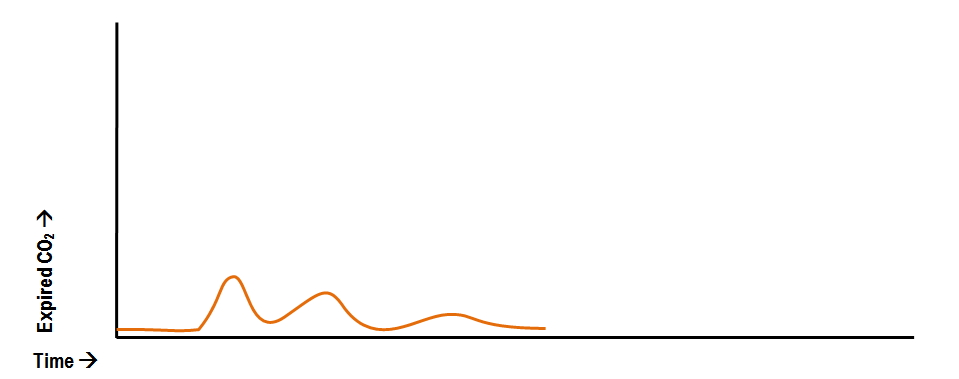 Expired CO₂ →
Time →